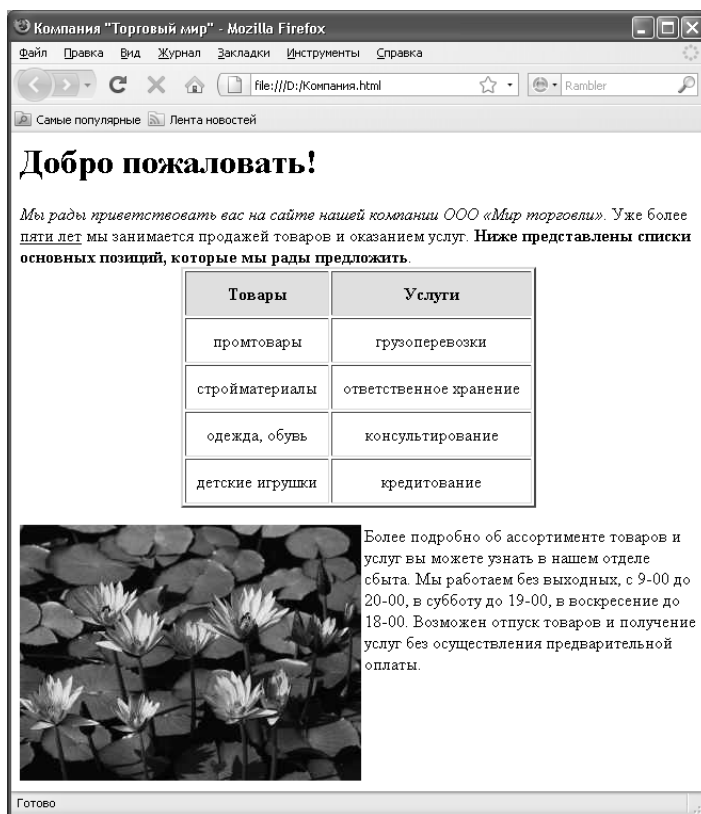 Компания "Торговый мир" - Mozilla Firefox
Файл Правка Вид Журнал Закладки Инструменты Справка
file:///D:/Компания.html Rambler
Самые популярные Лента новостей
Добро пожаловать!
Мы рады приветствовать вас на сайте нашей компании ООО «Мир торговли». Уже более
пяти лет мы занимается продажей товаров и оказанием услуг. Ниже представлены списки
основных позиций, которые мы рады предложить.
Товары Услуги
промтовары грузоперевозки
стройматериалы ответственное хранение
одежда, обувь консультирование
детские игрушки кредитование
Более подробно об ассортименте товаров и
услуг вы можете узнать в нашем отделе
сбыта. Мы работаем без выходных, с 9-00 до
20-00, в субботу до 19-00, в воскресение до
18-00. Возможен отпуск товаров и получение
услуг без осуществления предварительной
оплаты.
Готово